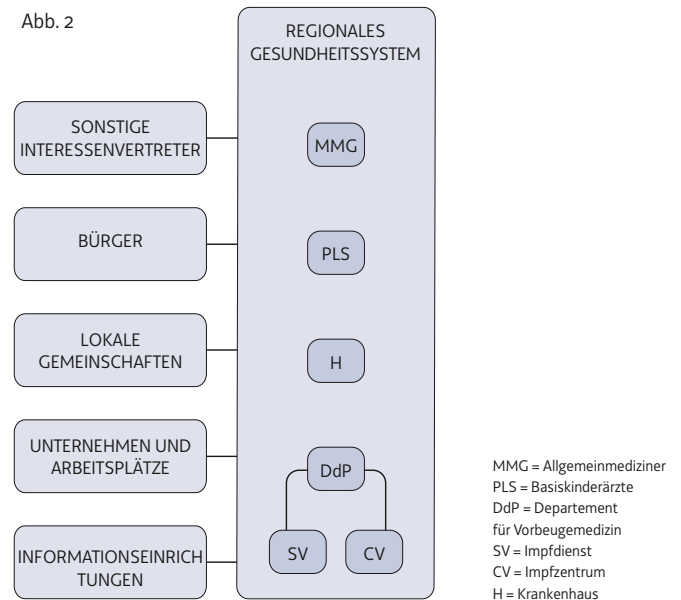 Abb. 2
REGIONALES
GESUNDHEITSSYSTEM
SONSTIGE
INTERESSENVERTRETER
BÜRGER
LOKALE
GEMEINSCHAFTEN
UNTERNEHMEN UND
ARBEITSPLÄTZE
INFORMATIONSEINRICH
TUNGEN
MMG
PLS
H
DdP
SV
CV
MMG = Allgemeinmediziner
PLS = Basiskinderärzte
DdP = Departement
für Vorbeugemedizin
SV = Impfdienst
CV = Impfzentrum
H = Krankenhaus